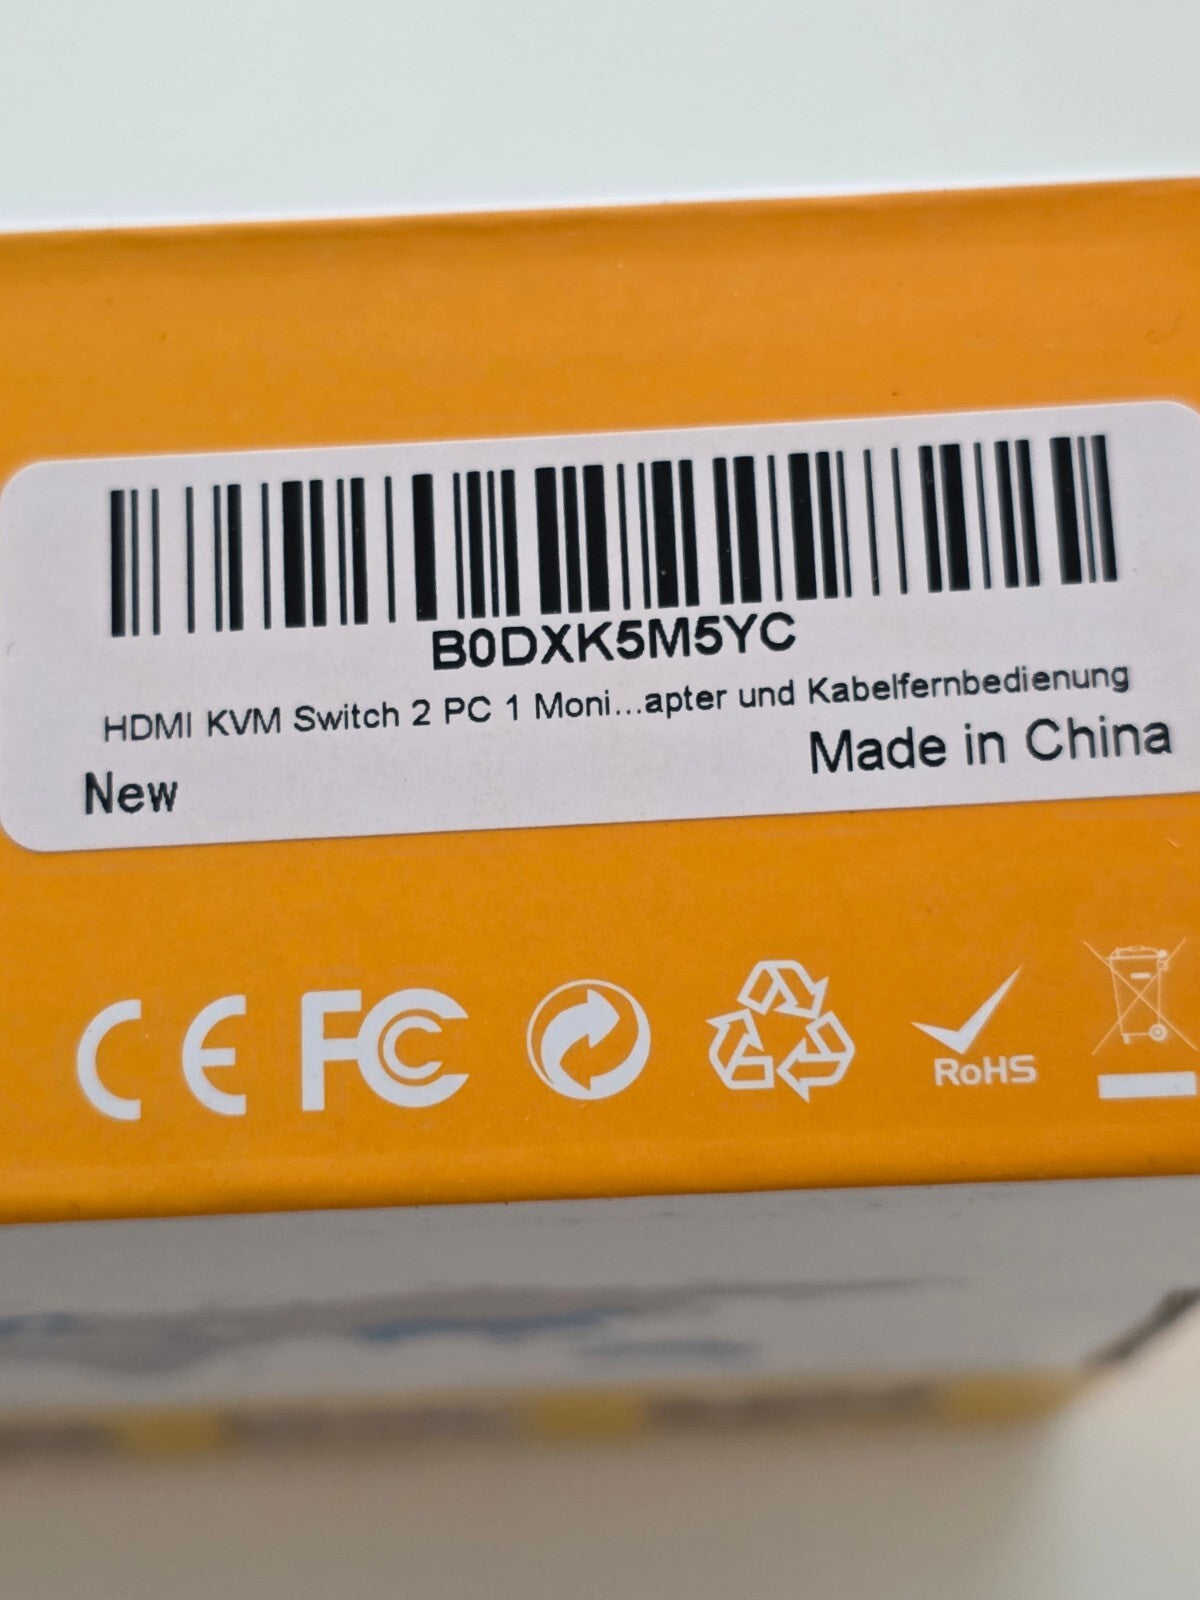 B0DXK5M5YC
HDMI KVM Switch 2 PC 1 Moni...apter und Kabelfernbedienung
New
Made in China
CE FC RoHS